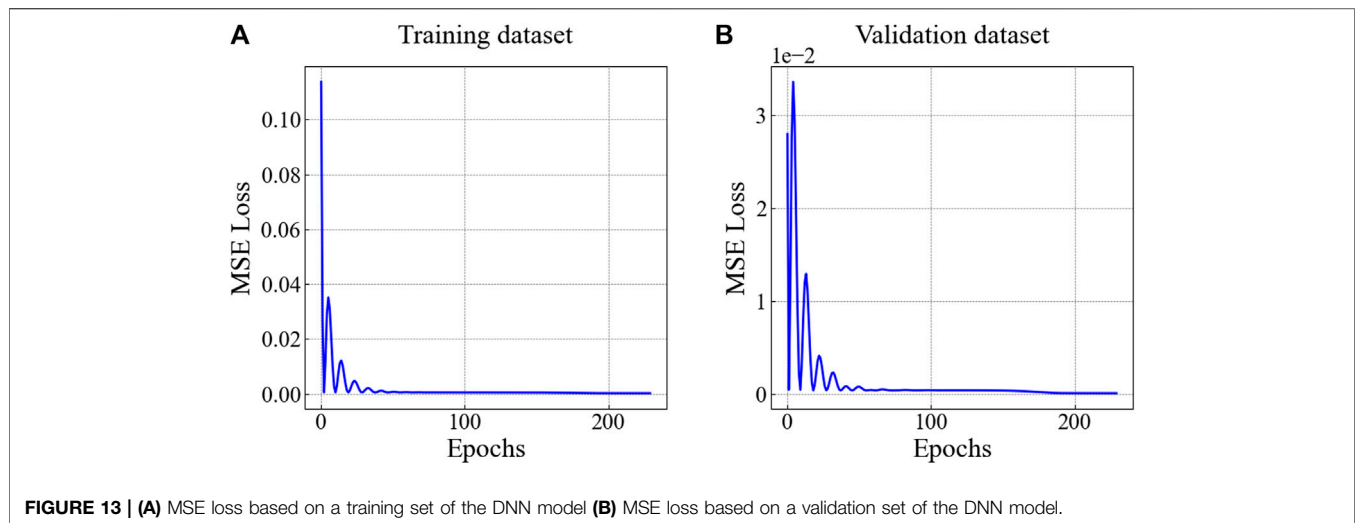 A Training dataset
MSE Loss
0.10
0.08
0.06
0.04
0.02
0.00
0 100 200
Epochs
B Validation dataset
1e−2
MSE Loss
3
2
1
0
0 100 200
Epochs
FIGURE 13 | (A) MSE loss based on a training set of the DNN model (B) MSE loss based on a validation set of the DNN model.